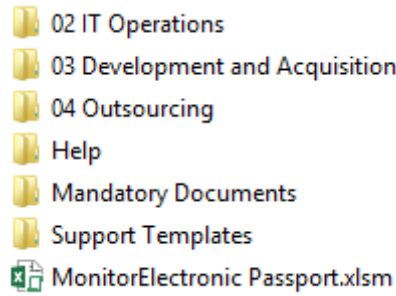 02 IT Operations
03 Development and Acquisition
04 Outsourcing
Help
Mandatory Documents
Support Templates
MonitorElectronic Passport.xlsm